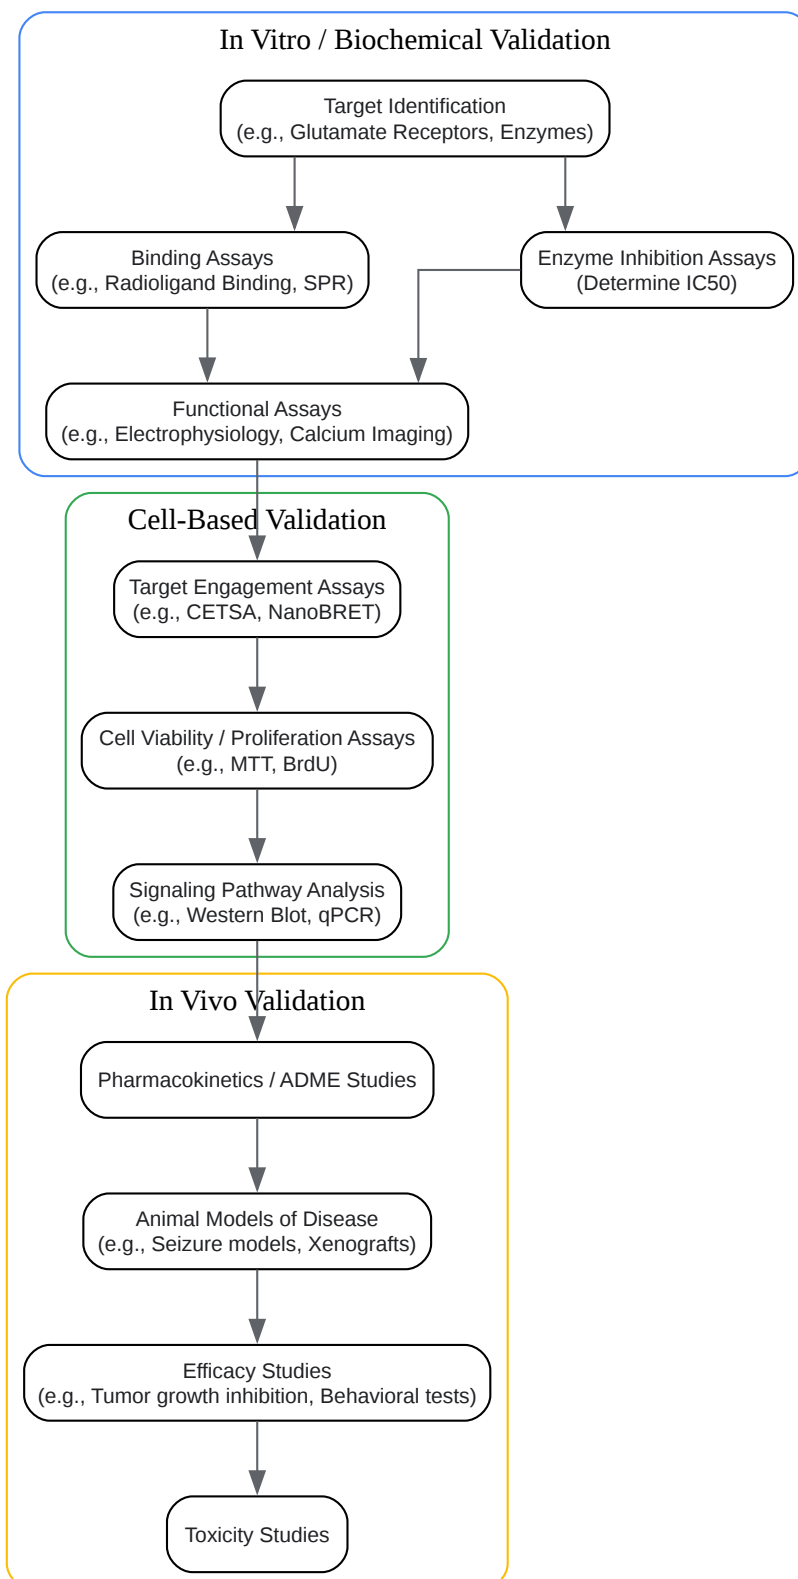 In Vitro / Biochemical Validation
Target Identification
(e.g., Glutamate Receptors, Enzymes)
Binding Assays
(e.g., Radioligand Binding, SPR)
Enzyme Inhibition Assays
(Determine IC50)
Functional Assays
(e.g., Electrophysiology, Calcium Imaging)
Cell-Based Validation
Target Engagement Assays
(e.g., CETSA, NanoBRET)
Cell Viability / Proliferation Assays
(e.g., MTT, BrdU)
Signaling Pathway Analysis
(e.g., Western Blot, qPCR)
In Vivo Validation
Pharmacokinetics / ADME Studies
Animal Models of Disease
(e.g., Seizure models, Xenografts)
Efficacy Studies
(e.g., Tumor growth inhibition, Behavioral tests)
Toxicity Studies